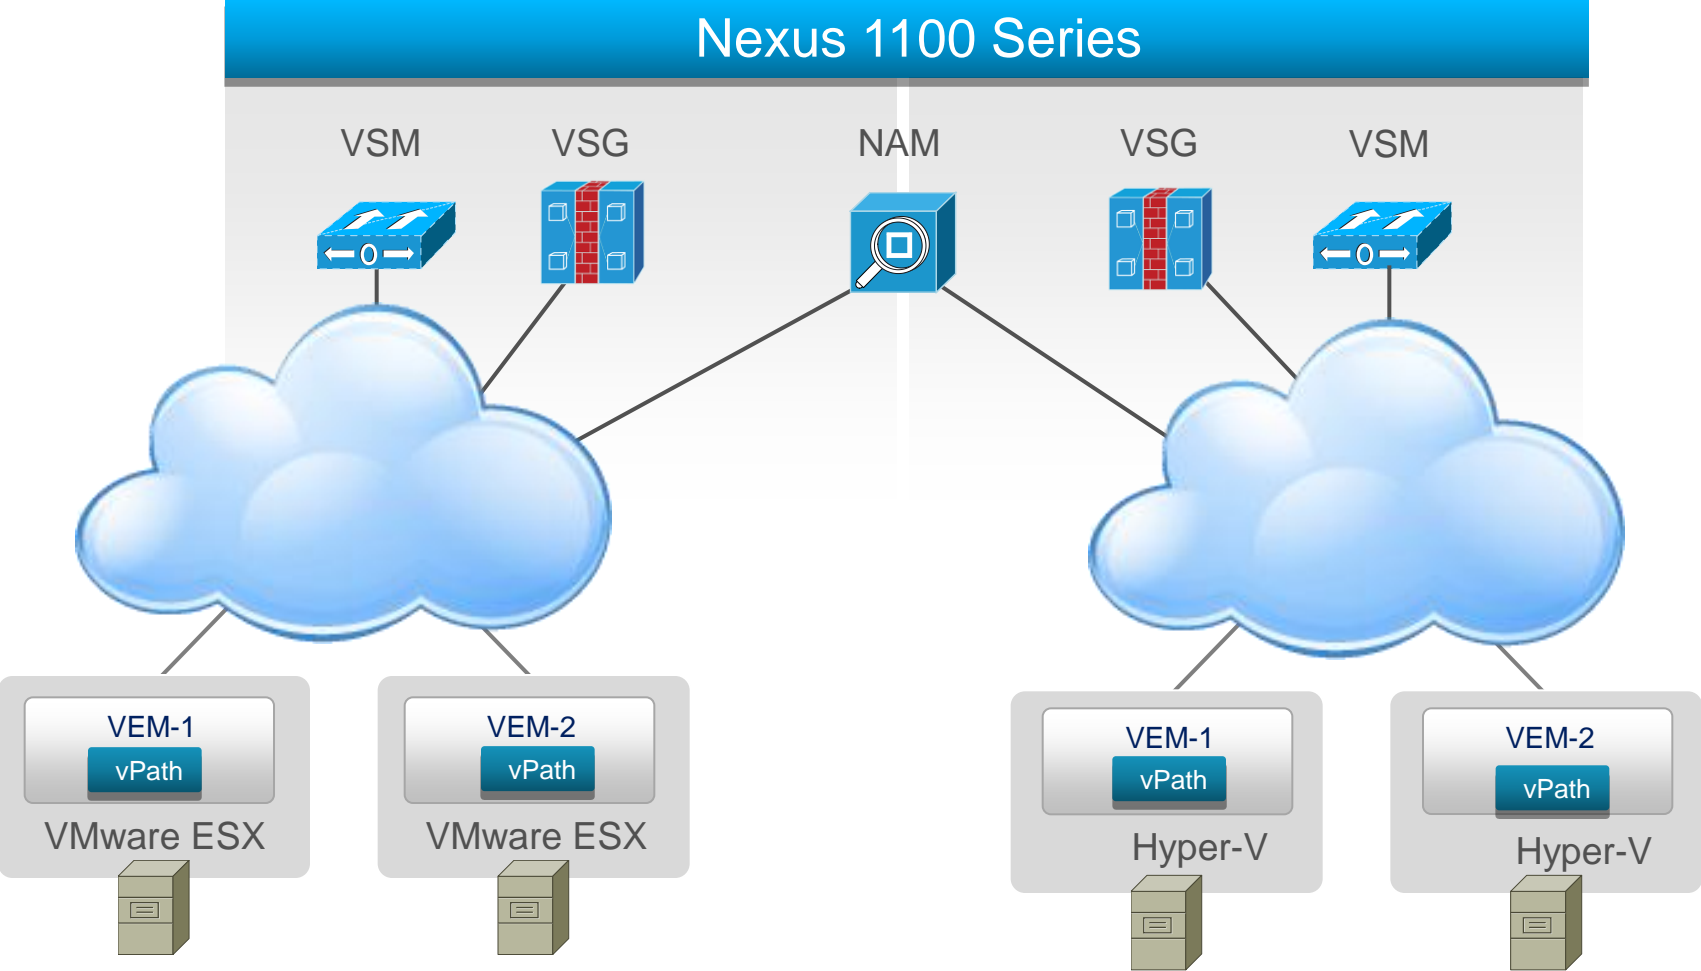 Nexus 1100 Series
VSM
VSG
NAM
VSG
VSM
VEM-1
vPath
VMware ESX
VEM-2
vPath
VMware ESX
VEM-1
vPath
Hyper-V
VEM-2
vPath
Hyper-V